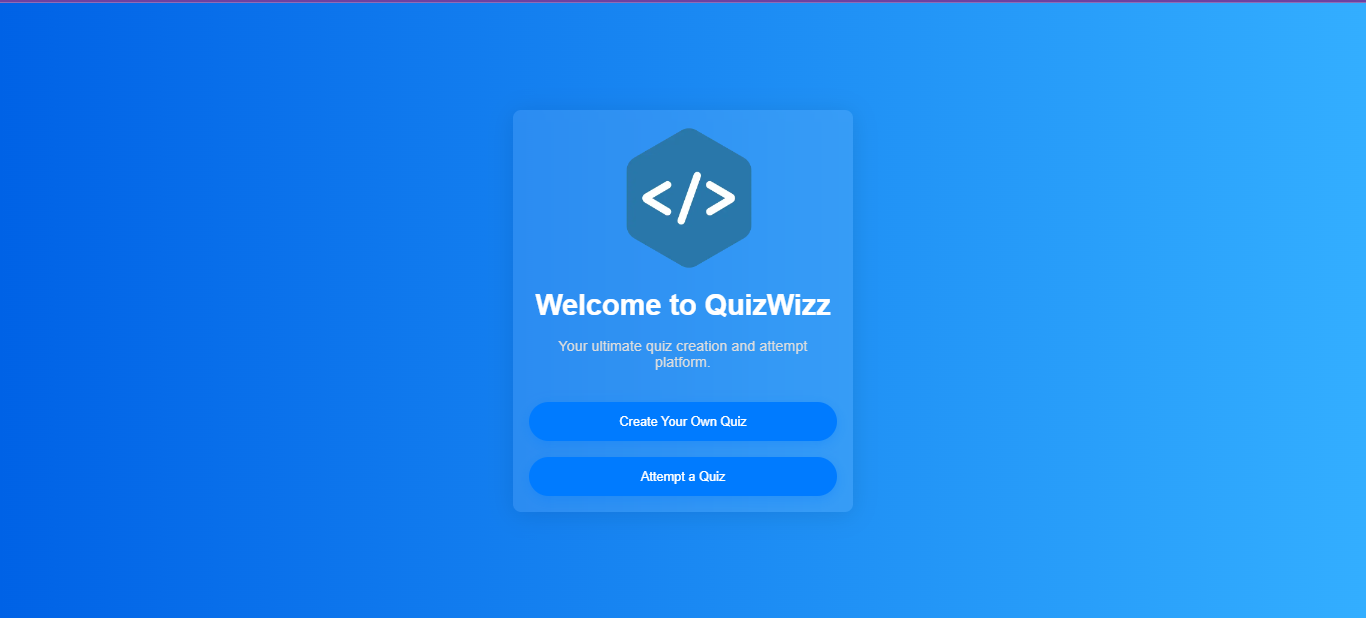 </>
Welcome to QuizWizz
Your ultimate quiz creation and attempt
platform.
Create Your Own Quiz
Attempt a Quiz